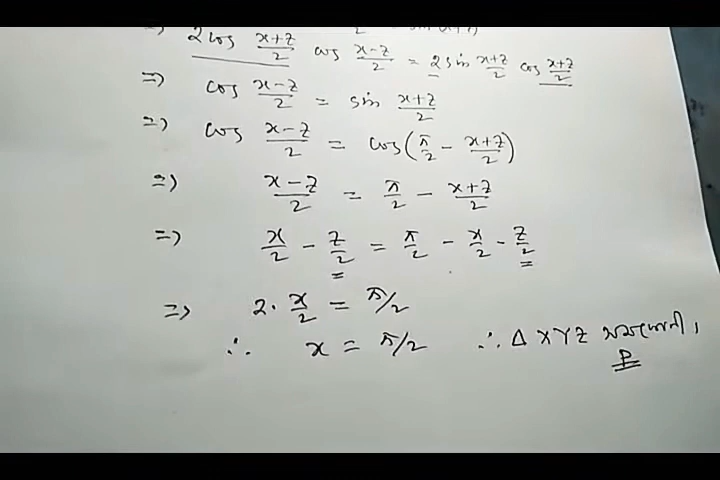 2cos x+z/2 cos x-z/2 = 2sin x+z/2 cos x+z/2
=> cos x-z/2 = sin x+z/2
=> cos x-z/2 = cos(π/2 - x+z/2)
=> x-z/2 = π/2 - x+z/2
=> x/2 - z/2 = π/2 - x/2 - z/2
=> 2. x/2 = π/2
∴ x = π/2 ∴ Δ XYZ সমকোণী।